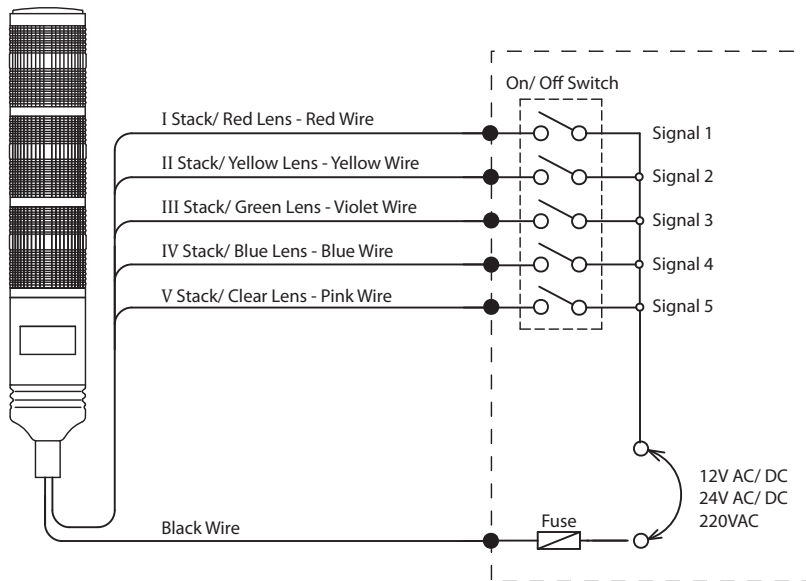 On/ Off Switch
I Stack/ Red Lens - Red Wire
Signal 1
II Stack/ Yellow Lens - Yellow Wire
Signal 2
III Stack/ Green Lens - Violet Wire
Signal 3
IV Stack/ Blue Lens - Blue Wire
Signal 4
V Stack/ Clear Lens - Pink Wire
Signal 5
12V AC/ DC
24V AC/ DC
220VAC
Black Wire
Fuse